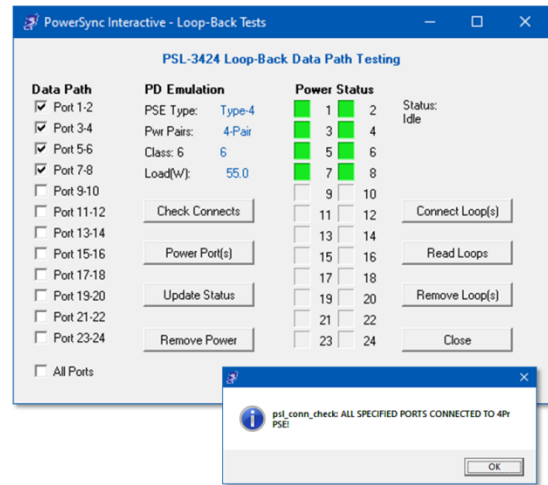 PowerSync Interactive - Loop-Back Tests
PSL-3424 Loop-Back Data Path Testing
Data Path
Port 1-2
Port 3-4
Port 5-6
Port 7-8
Port 9-10
Port 11-12
Port 13-14
Port 15-16
Port 17-18
Port 19-20
Port 21-22
Port 23-24
All Ports
PD Emulation
PSE Type: Type-4
Pwr Pairs: 4-Pair
Class: 6 6
Load(W): 55.0
Check Connects
Power Port(s)
Update Status
Remove Power
Power Status
1 2
3 4
5 6
7 8
9 10
11 12
13 14
15 16
17 18
19 20
21 22
23 24
Status:
Idle
Connect Loop(s)
Read Loops
Remove Loop(s)
Close
psl_conn_check: ALL SPECIFIED PORTS CONNECTED TO 4Pr
PSE!
OK